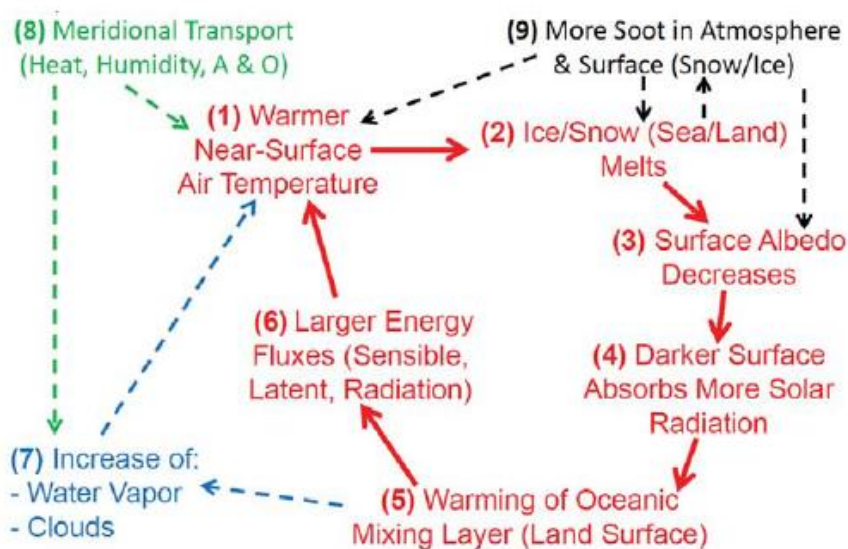 (8) Meridional Transport
(Heat, Humidity, A & O)
(9) More Soot in Atmosphere
& Surface (Snow/Ice)
(1) Warmer
Near-Surface
Air Temperature
(2) Ice/Snow (Sea/Land)
Melts
(3) Surface Albedo
Decreases
(4) Darker Surface
Absorbs More Solar
Radiation
(5) Warming of Oceanic
Mixing Layer (Land Surface)
(6) Larger Energy
Fluxes (Sensible,
Latent, Radiation)
(7) Increase of:
- Water Vapor
- Clouds